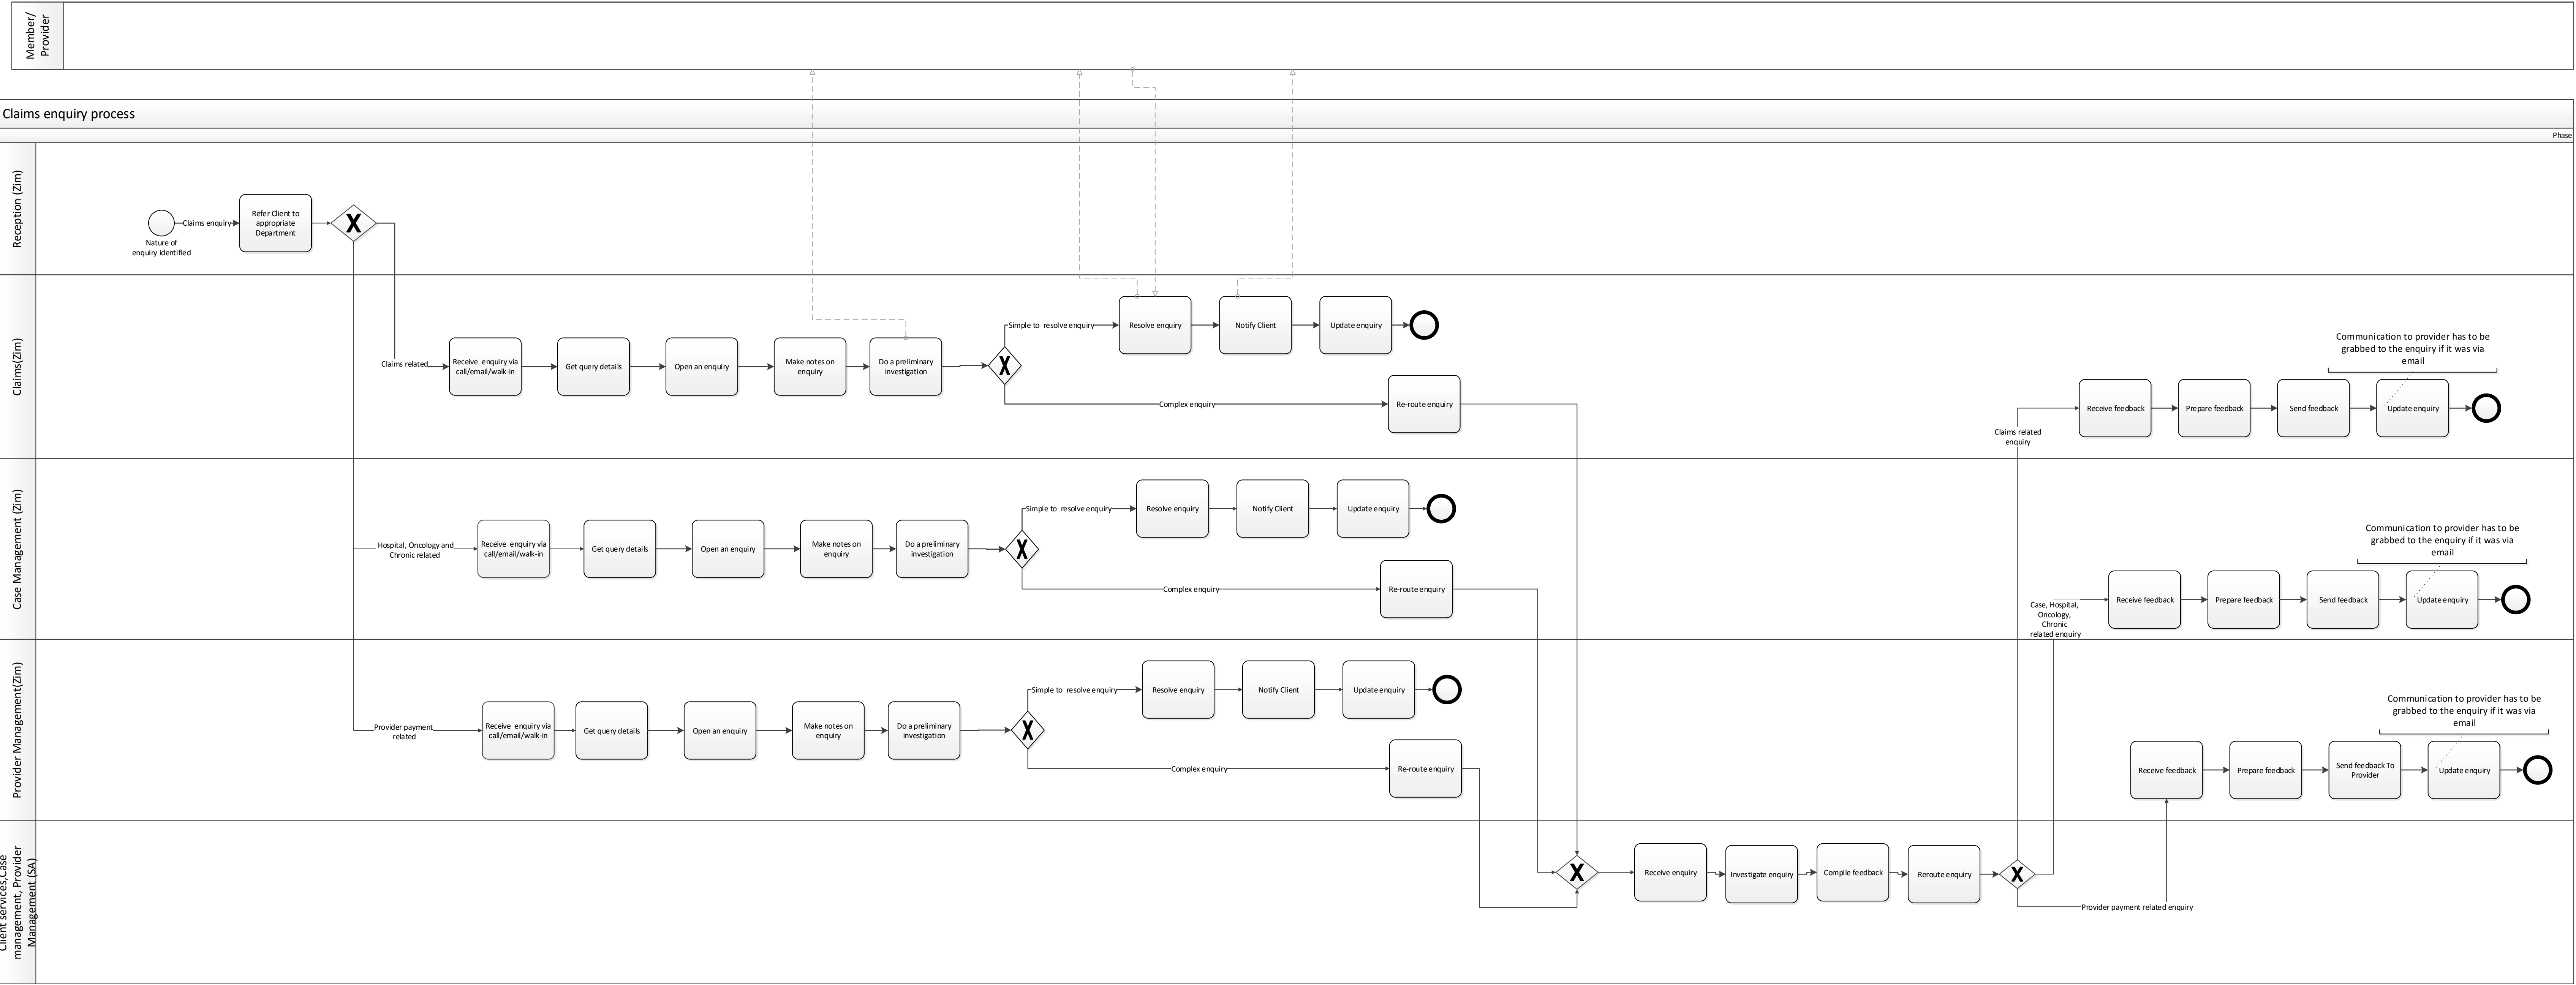 Member/
Provider
Claims enquiry process
Phase
Reception (Zim)
Claims enquiry
Nature of
enquiry identified
Refer Client to
appropriate
Department
X
Claims(Zim)
Claims related
Receive enquiry via
call/email/walk-in
Get query details
Open an enquiry
Make notes on
enquiry
Do a preliminary
investigation
X
Simple to resolve enquiry
Resolve enquiry
Notify Client
Update enquiry
Complex enquiry
Re-route enquiry
Claims related
enquiry
Receive feedback
Prepare feedback
Send feedback
Update enquiry
Communication to provider has to be
grabbed to the enquiry if it was via
email
Case Management (Zim)
Hospital, Oncology and
Chronic related
Receive enquiry via
call/email/walk-in
Get query details
Open an enquiry
Make notes on
enquiry
Do a preliminary
investigation
X
Simple to resolve enquiry
Resolve enquiry
Notify Client
Update enquiry
Complex enquiry
Re-route enquiry
Case, Hospital,
Oncology,
Chronic
related enquiry
Receive feedback
Prepare feedback
Send feedback
Update enquiry
Communication to provider has to be
grabbed to the enquiry if it was via
email
Provider Management(Zim)
Provider payment
related
Receive enquiry via
call/email/walk-in
Get query details
Open an enquiry
Make notes on
enquiry
Do a preliminary
investigation
X
Simple to resolve enquiry
Resolve enquiry
Notify Client
Update enquiry
Complex enquiry
Re-route enquiry
Receive feedback
Prepare feedback
Send feedback To
Provider
Update enquiry
Communication to provider has to be
grabbed to the enquiry if it was via
email
Client services,Case
management, Provider
Management (SA)
X
Receive enquiry
Investigate enquiry
Compile feedback
Reroute enquiry
X
Provider payment related enquiry